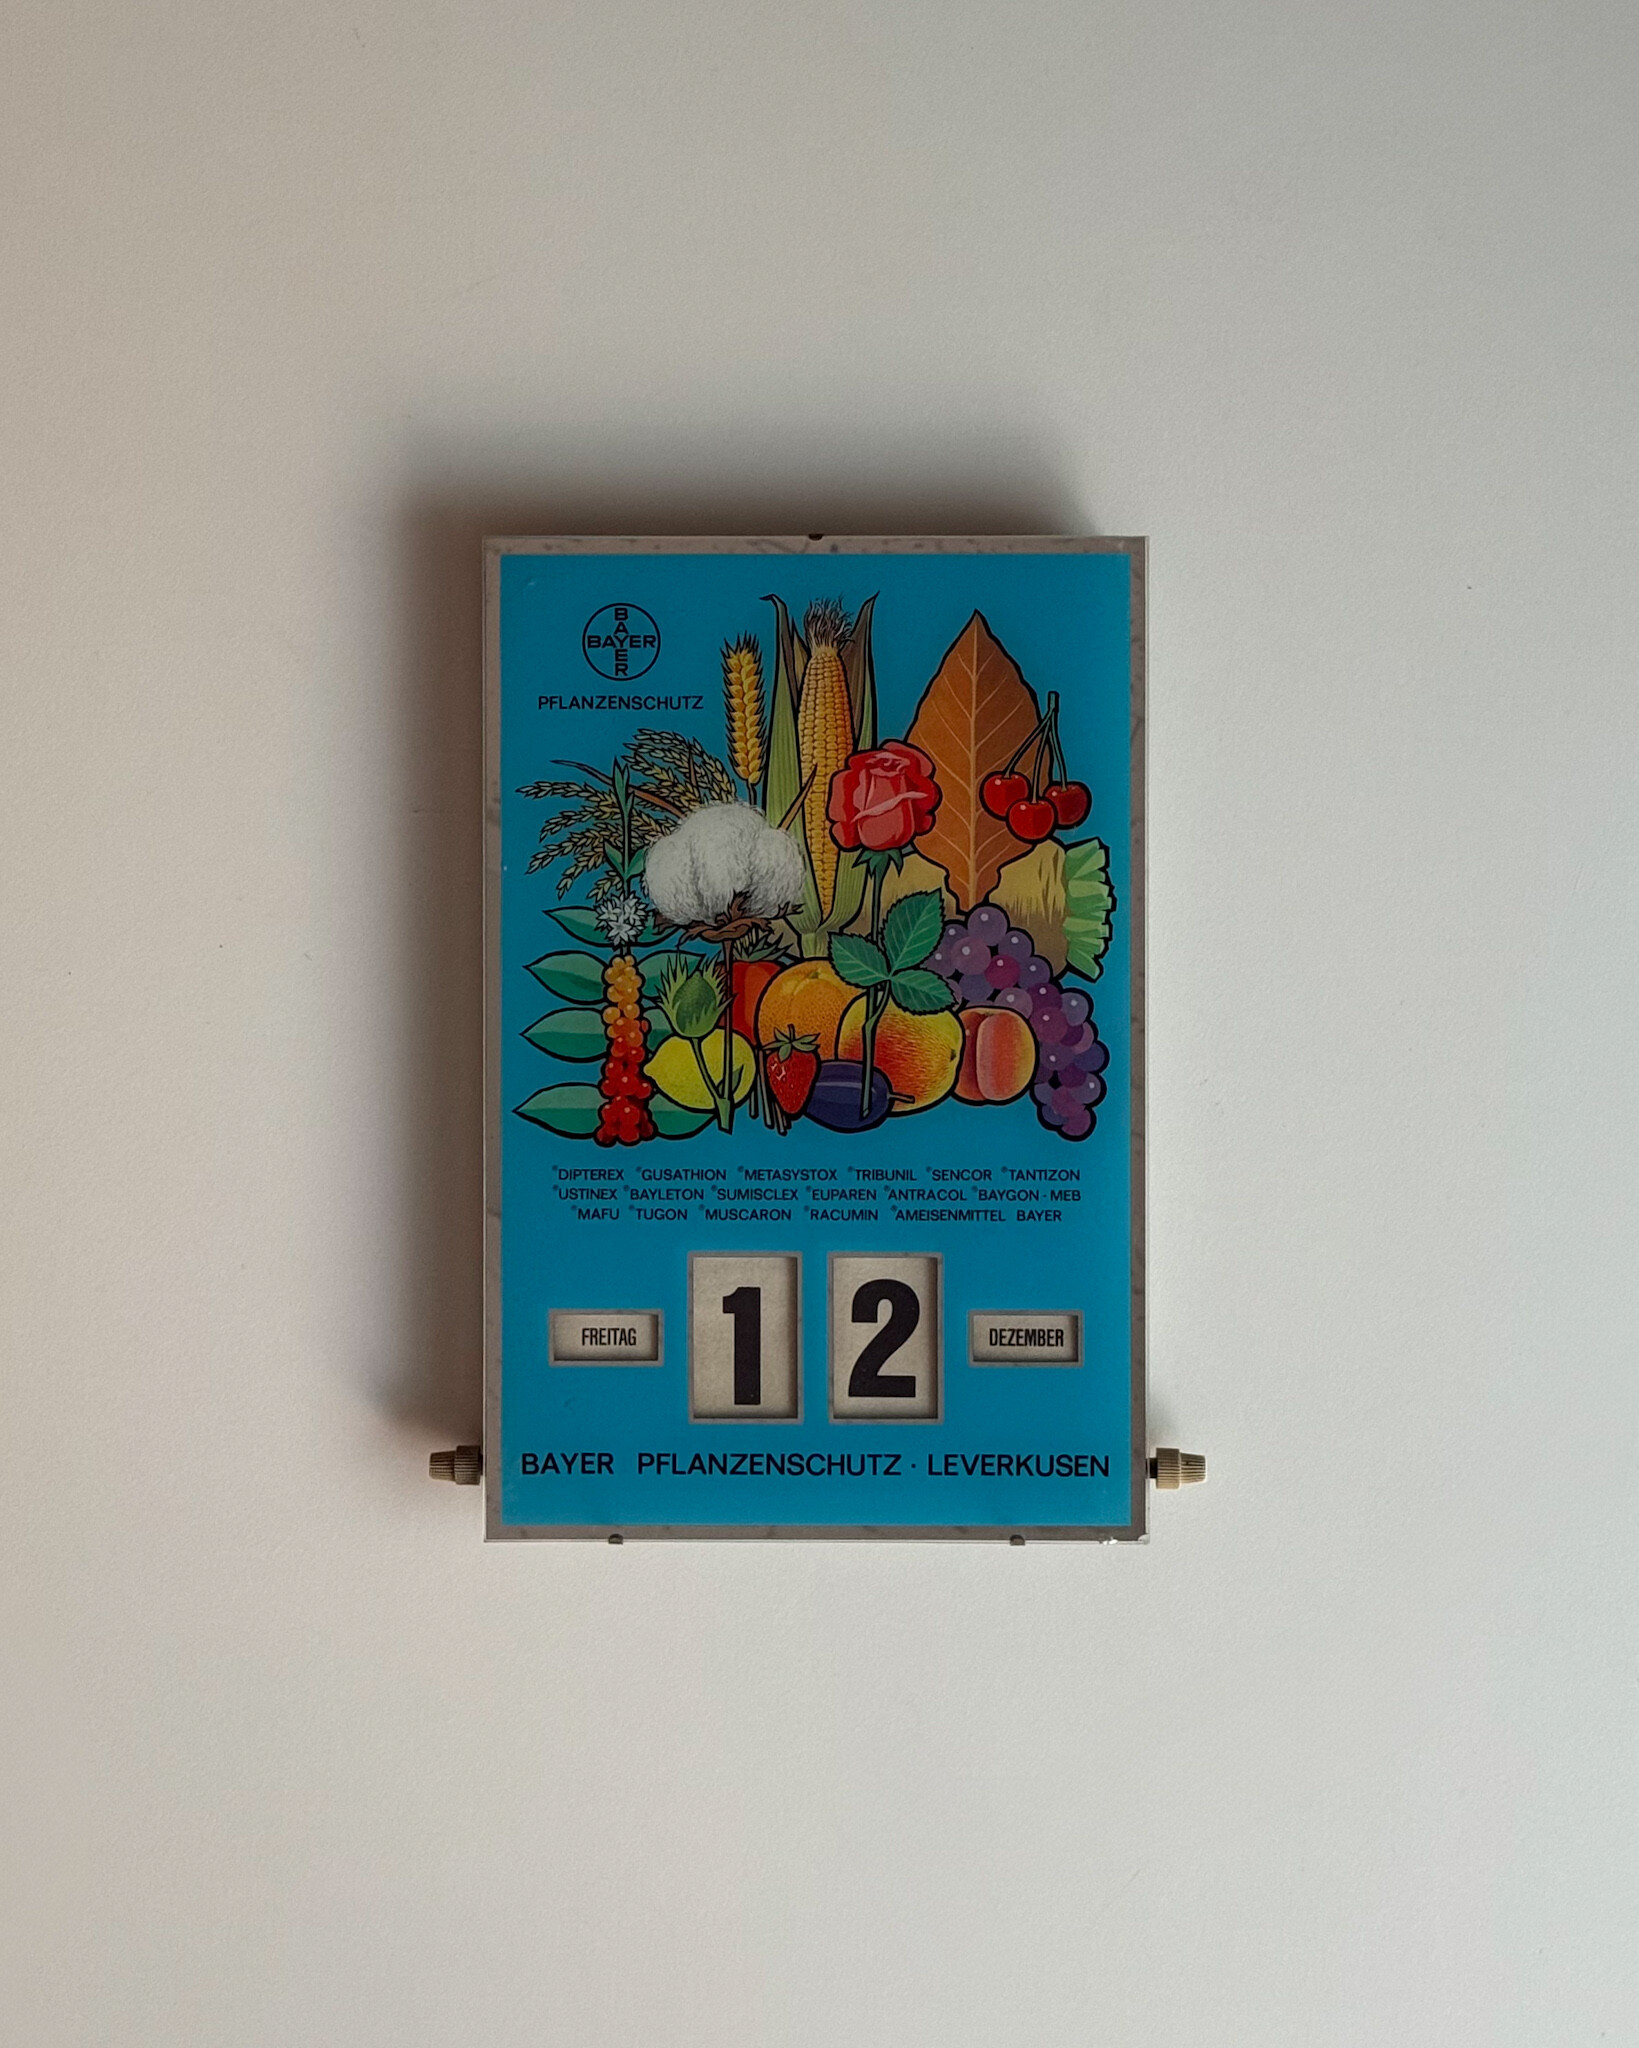 BAYER
BAYER
PFLANZENSCHUTZ
®DIPTEREX ®GUSATHION ®METASYSTOX ®TRIBUNIL ®SENCOR ®TANTIZON
®USTINEX ®BAYLETON ®SUMISCLEX ®EUPAREN ®ANTRACOL ®BAYGON - MEB
®MAFU ®TUGON ®MUSCARON ®RACUMIN ®AMEISENMITTEL BAYER
FREITAG 12 DEZEMBER
BAYER PFLANZENSCHUTZ · LEVERKUSEN